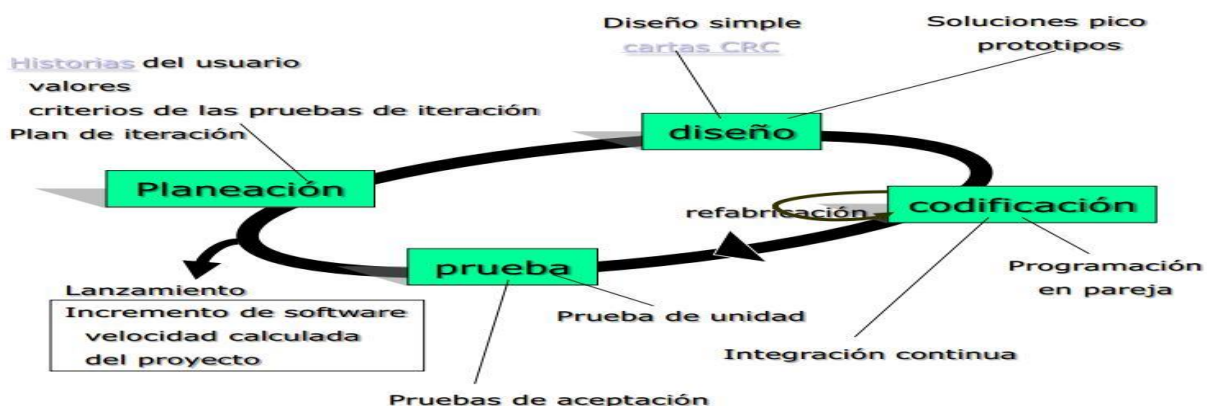 Diseño simple
cartas CRC
Soluciones pico
prototipos
Historias del usuario
valores
criterios de las pruebas de iteración
Plan de iteración
diseño
Planeación
codificación
refabricación
prueba
Programación
en pareja
Lanzamiento
Incremento de software
velocidad calculada
del proyecto
Prueba de unidad
Integración continua
Pruebas de aceptación